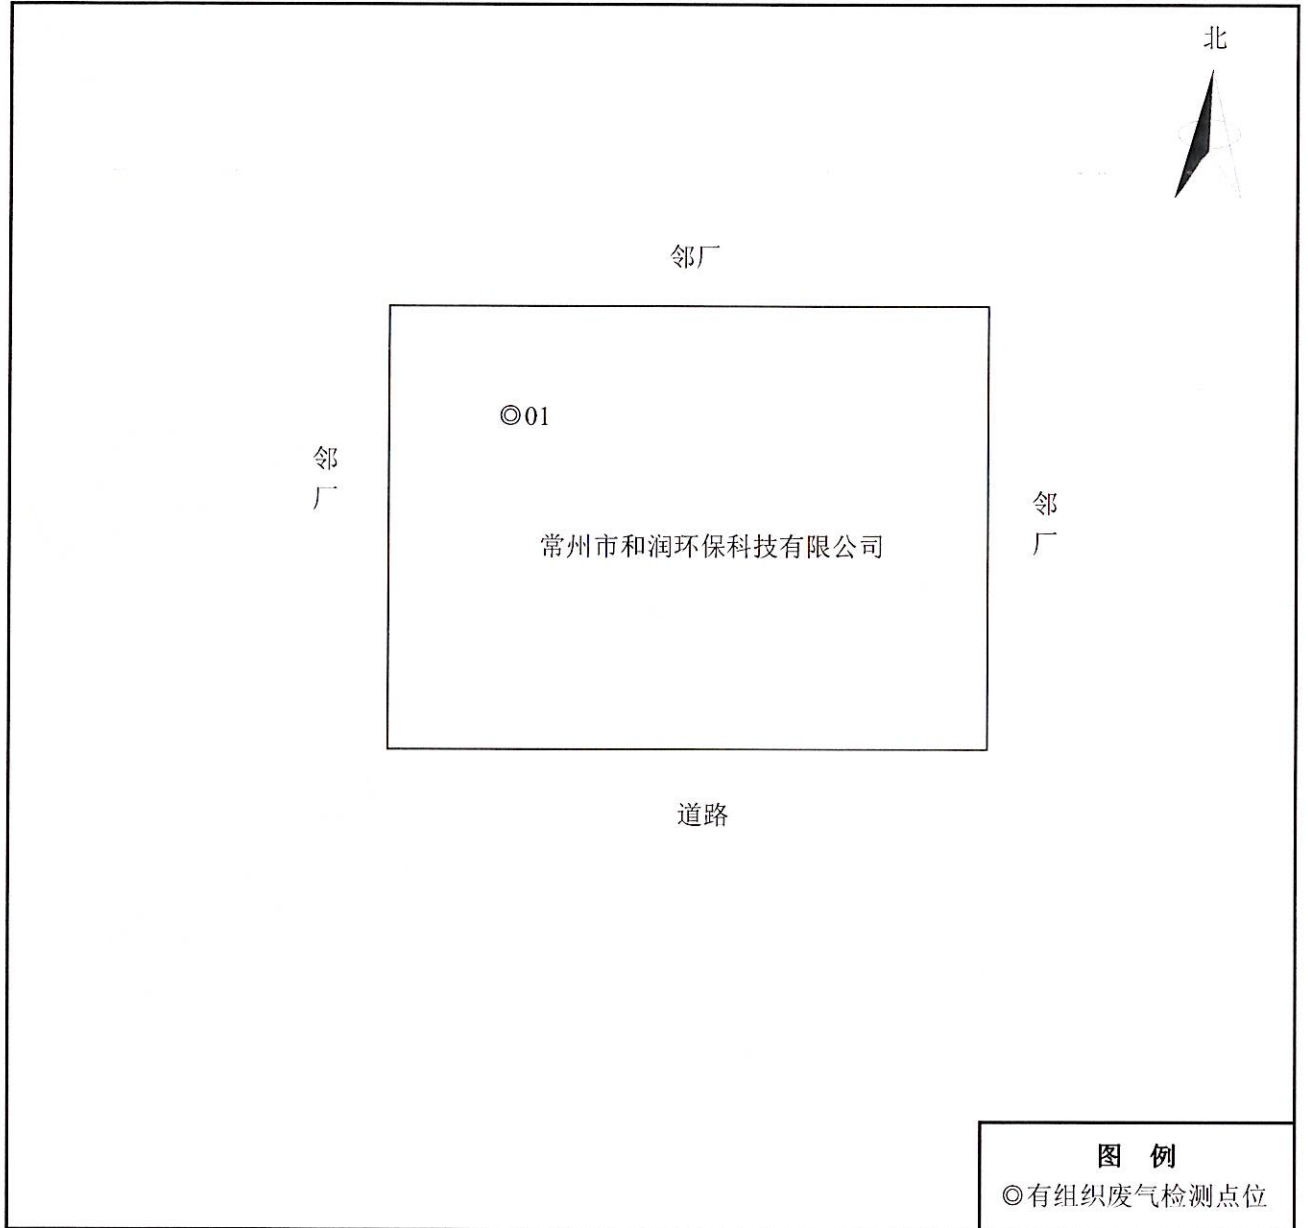 北
邻厂
◎01
邻
厂
邻
厂
常州市和润环保科技有限公司
道路
图 例
◎有组织废气检测点位